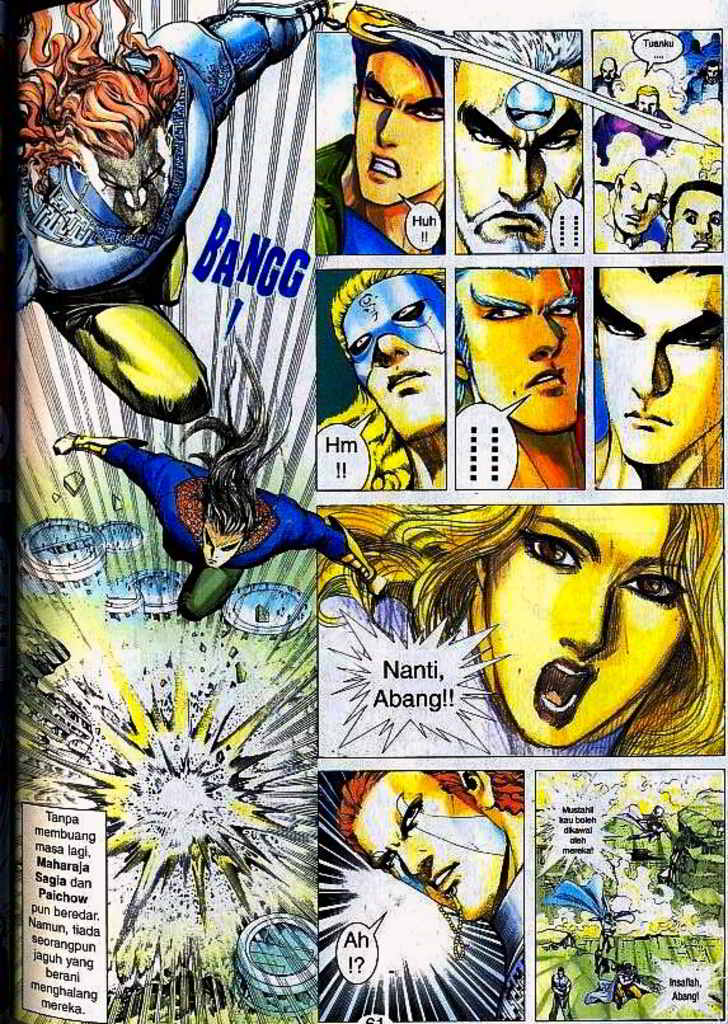 BANGG
!
Huh
!!
Tuanku
....
Hm
!!
Nanti,
Abang!!
Tanpa
membuang
masa lagi,
Maharaja
Sagia dan
Paichow
pun beredar.
Namun, tiada
seorangpun
jaguh yang
berani
menghalang
mereka.
Ah
!?
Mustahil
kau boleh
dikawal
oleh
mereka!
Insaflah,
Abang!
61